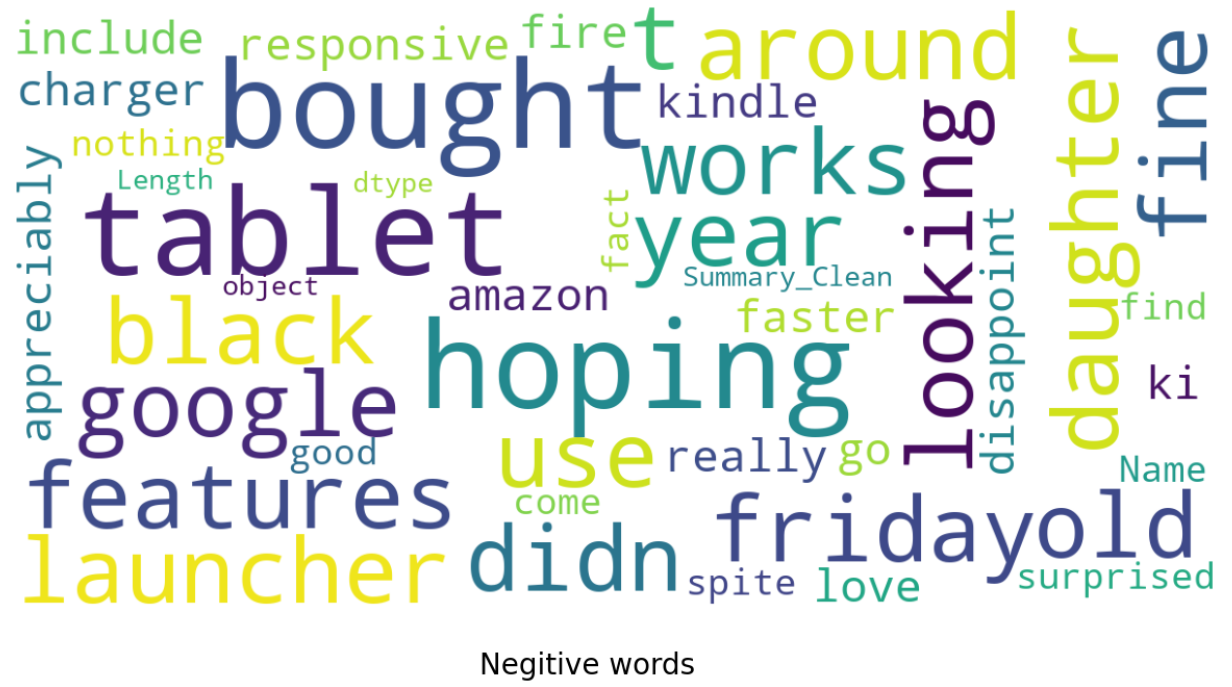 include
responsive
fire
t
around
charger
bought
kindle
looking
daughter
fine
nothing
works
appreciably
Length
dtype
tablet
fact
year
disappoint
object
Summary_Clean
amazon
black
faster
find
hoping
google
ki
good
use
really
go
features
Name
come
friday
old
launcher
didn
spite
love
surprised
Negitive words